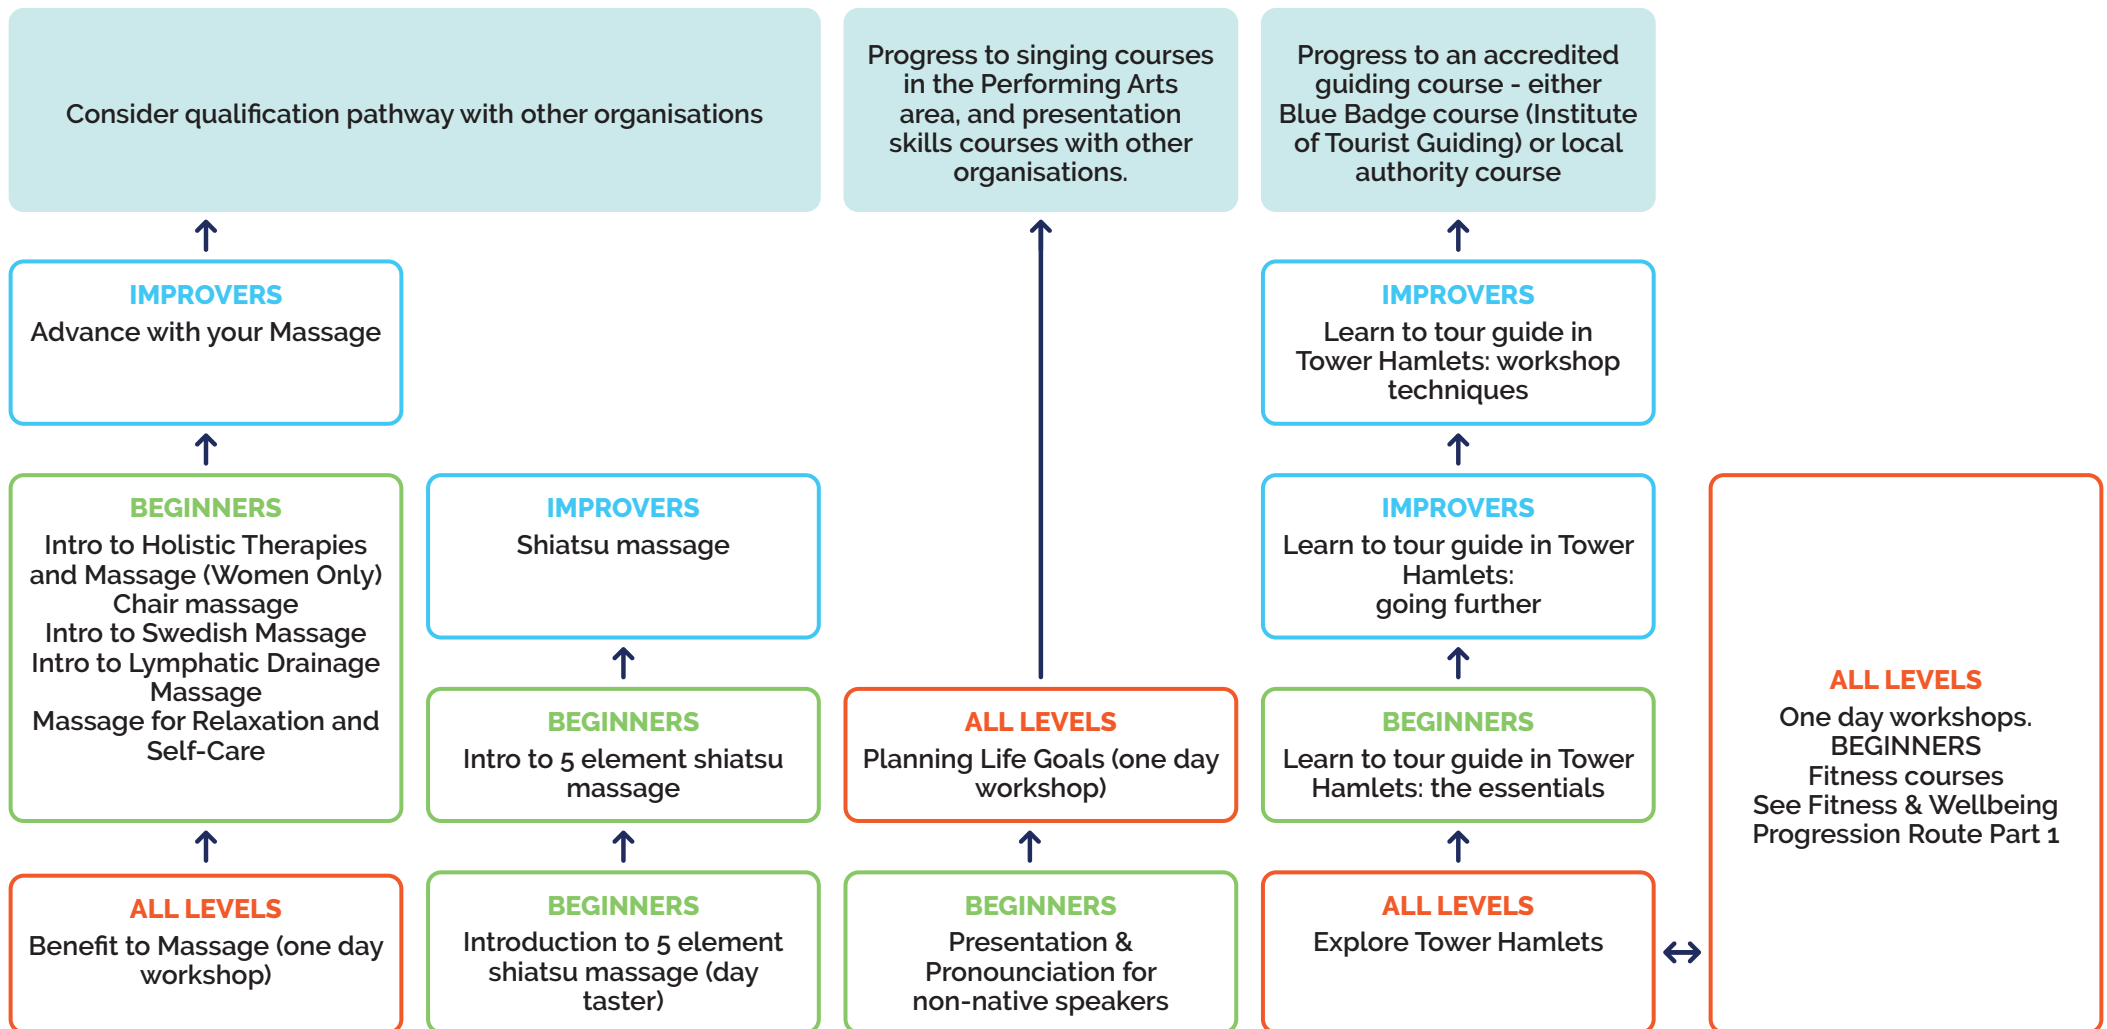 Consider qualification pathway with other organisations
Progress to singing courses
in the Performing Arts
area, and presentation
skills courses with other
organisations.
Progress to an accredited
guiding course - either
Blue Badge course (Institute
of Tourist Guiding) or local
authority course
IMPROVERS
Advance with your Massage
IMPROVERS
Learn to tour guide in
Tower Hamlets: workshop
techniques
BEGINNERS
Intro to Holistic Therapies
and Massage (Women Only)
Chair massage
Intro to Swedish Massage
Intro to Lymphatic Drainage
Massage
Massage for Relaxation and
Self-Care
IMPROVERS
Shiatsu massage
IMPROVERS
Learn to tour guide in Tower
Hamlets:
going further
BEGINNERS
Intro to 5 element shiatsu
massage
ALL LEVELS
Planning Life Goals (one day
workshop)
BEGINNERS
Learn to tour guide in Tower
Hamlets: the essentials
ALL LEVELS
One day workshops.
BEGINNERS
Fitness courses
See Fitness & Wellbeing
Progression Route Part 1
ALL LEVELS
Benefit to Massage (one day
workshop)
BEGINNERS
Introduction to 5 element
shiatsu massage (day
taster)
BEGINNERS
Presentation &
Pronounciation for
non-native speakers
ALL LEVELS
Explore Tower Hamlets